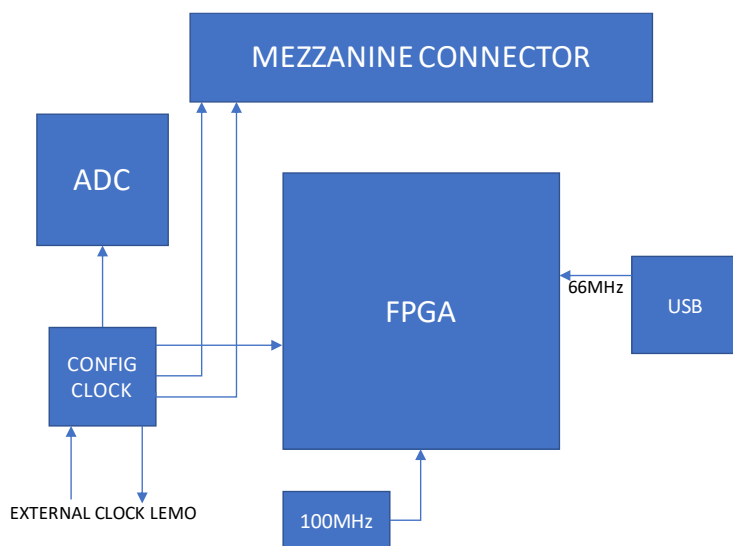 MEZZANINE CONNECTOR
ADC
FPGA
66MHz
USB
CONFIG
CLOCK
EXTERNAL CLOCK LEMO
100MHz